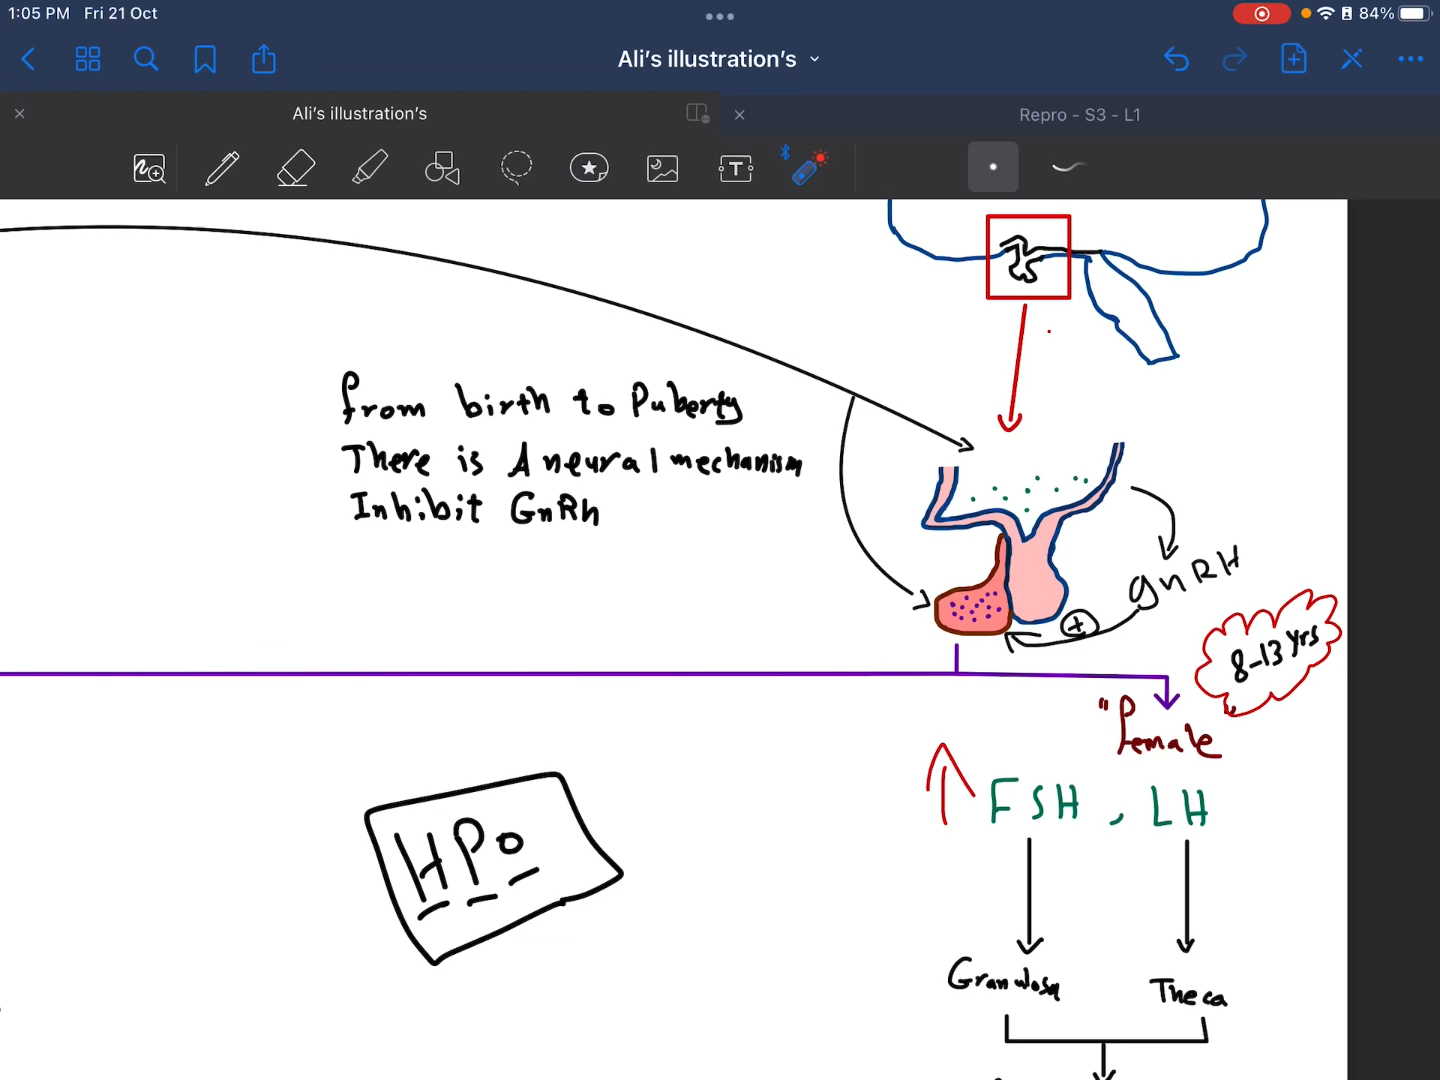 1:05 PM Fri 21 Oct
84%
Ali's illustration's
Ali's illustration's
Repro - S3 - L1
T
from birth to Puberty
There is A neural mechanism
Inhibit GnRh
gnRH
+
8-13 yrs
"Female
FSH , LH
HPO
Granulosa
Theca